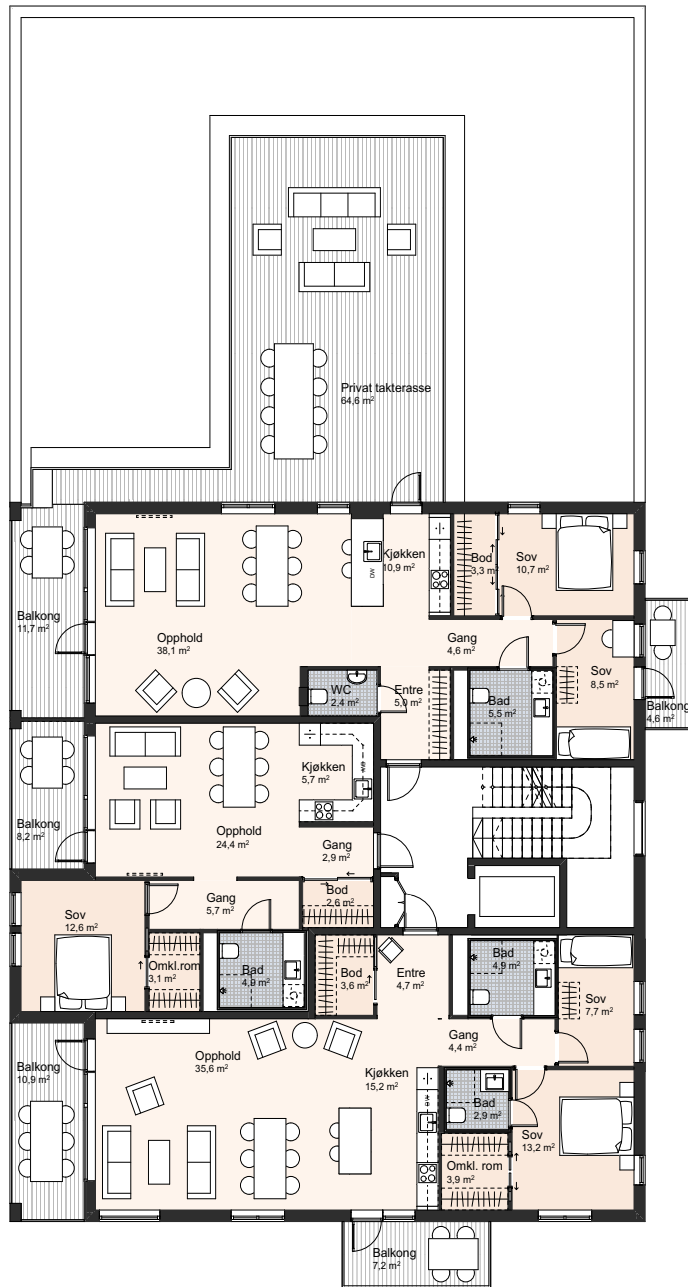 Privat takterasse
64,6 m²
Kjøkken
10,9 m²
DW
Bod
3,3 m²
Sov
10,7 m²
Balkong
11,7 m²
Opphold
38,1 m²
Gang
4,6 m²
Sov
8,5 m²
WC
2,4 m²
Entre
5,0 m²
Bad
5,5 m²
Balkong
4,6 m²
Kjøkken
5,7 m²
Balkong
8,2 m²
Opphold
24,4 m²
Gang
2,9 m²
Gang
5,7 m²
Bod
2,6 m²
Sov
12,6 m²
Omkl.rom
3,1 m²
Bad
4,9 m²
Bod
3,6 m²
Entre
4,7 m²
Bad
4,9 m²
Sov
7,7 m²
Gang
4,4 m²
Balkong
10,9 m²
Opphold
35,6 m²
Kjøkken
15,2 m²
DW
Bad
2,9 m²
Sov
13,2 m²
Omkl. rom
3,9 m²
Balkong
7,2 m²